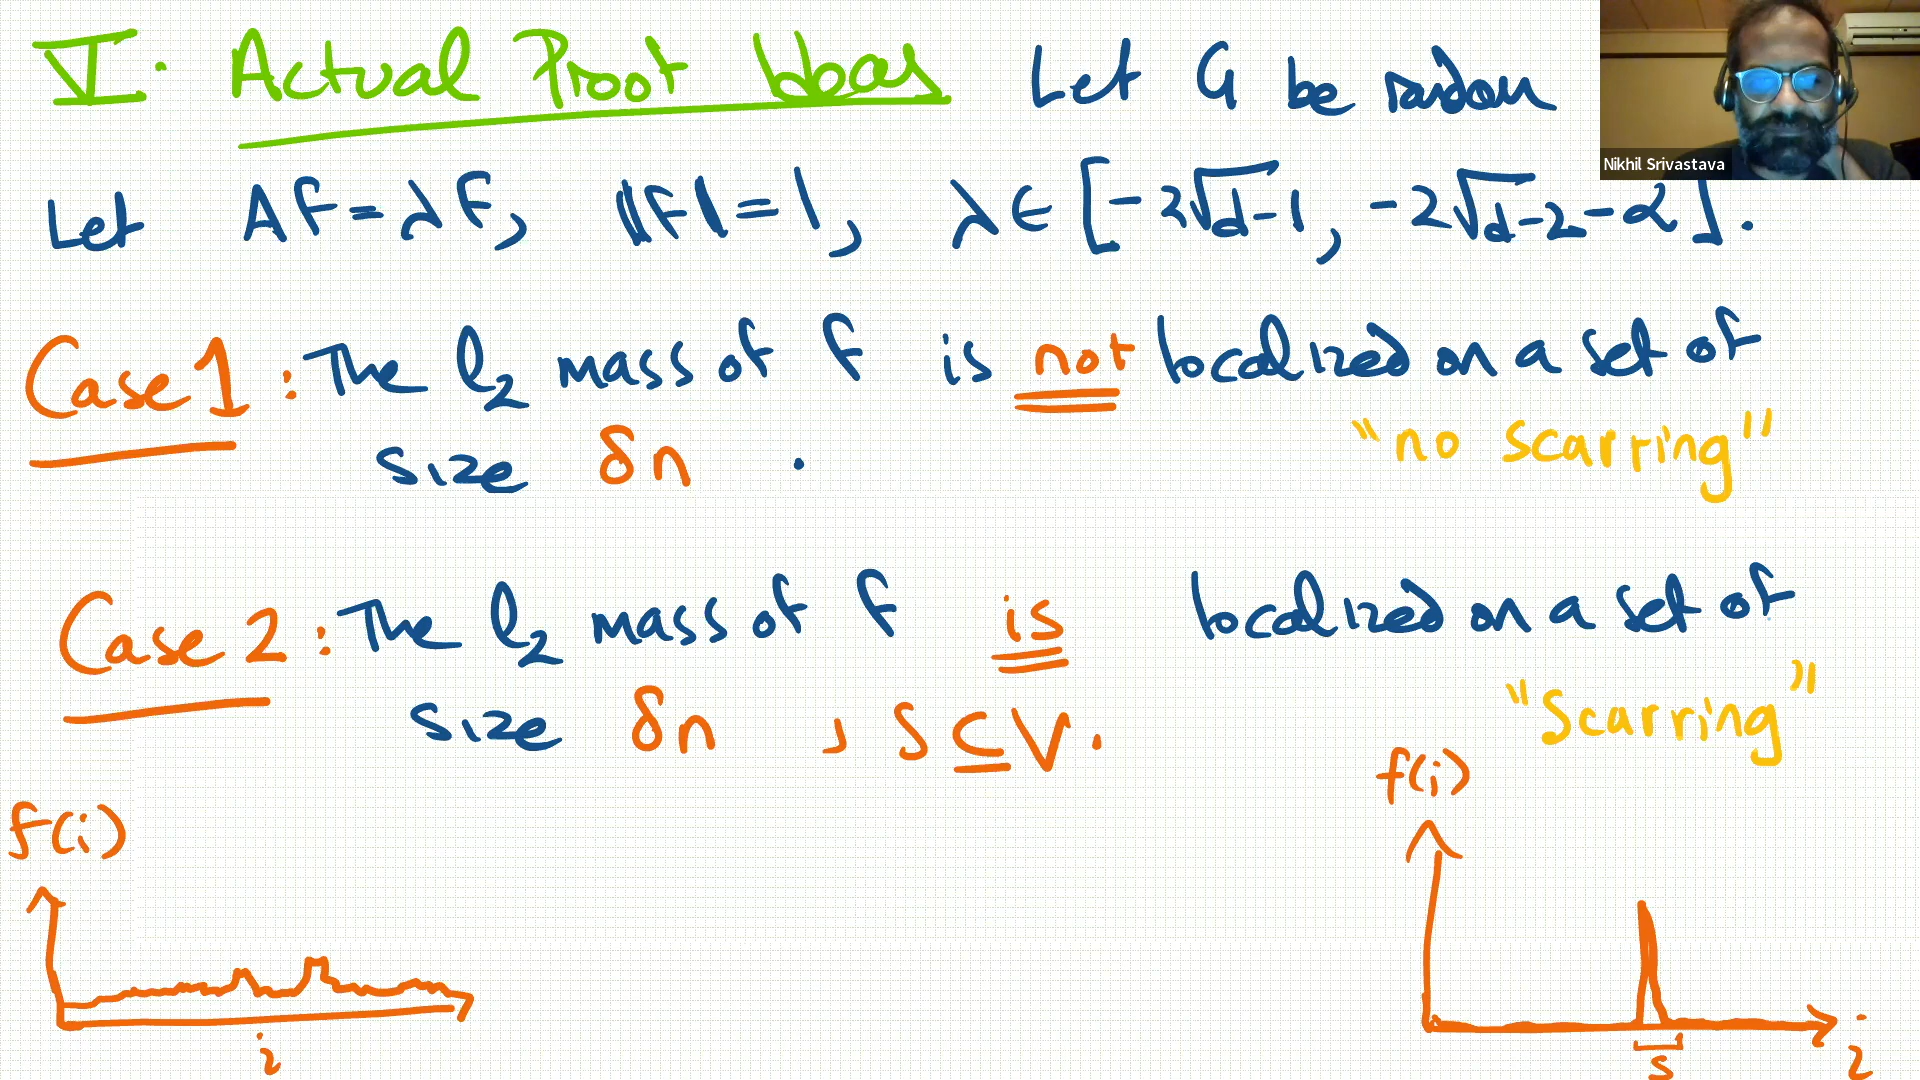 V. Actual Proof Ideas Let G be random
Nikhil Srivastava
Let Af = λf, ‖f‖ = 1, λ ∈ [-2√d-1, -2√d-2-α].
Case 1: The l₂ mass of f is not localized on a set of
size δn .
"no scarring"
Case 2: The l₂ mass of f is localized on a set of
size δn , S ⊆ V.
"Scarring"
f(i)
i
f(i)
S
i